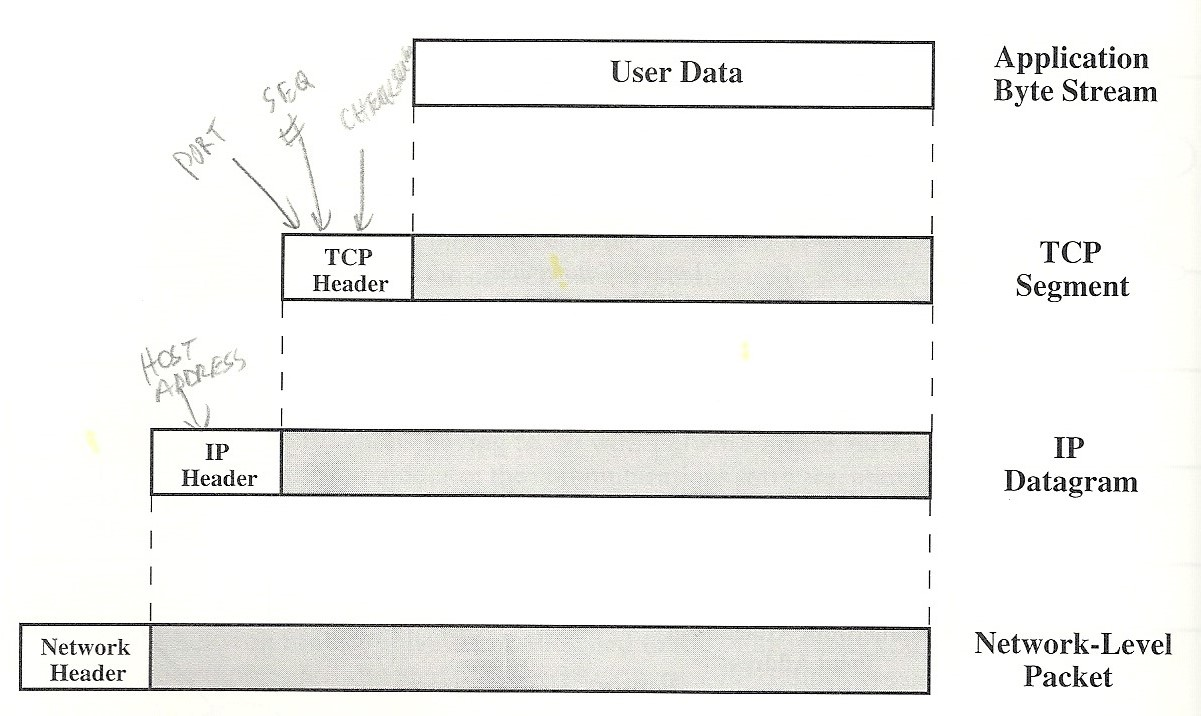 User Data
Application
Byte Stream
PORT
SEQ
#
CHECKSUM
TCP
Header
TCP
Segment
HOST
ADDRESS
IP
Header
IP
Datagram
Network
Header
Network-Level
Packet